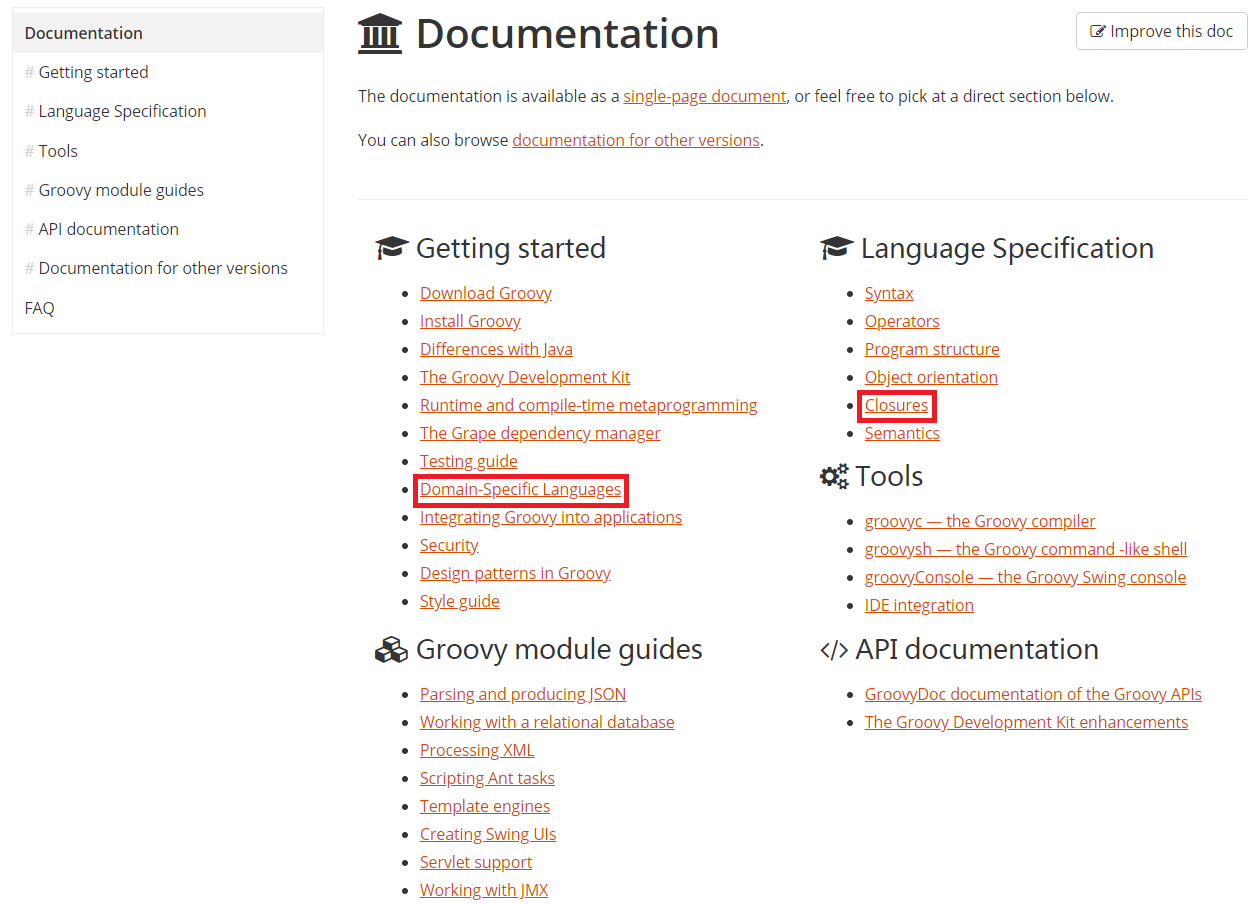 Documentation
# Getting started
# Language Specification
# Tools
# Groovy module guides
# API documentation
# Documentation for other versions
FAQ
Documentation
Improve this doc
The documentation is available as a single-page document, or feel free to pick at a direct section below.
You can also browse documentation for other versions.
Getting started
Download Groovy
Install Groovy
Differences with Java
The Groovy Development Kit
Runtime and compile-time metaprogramming
The Grape dependency manager
Testing guide
Domain-Specific Languages
Integrating Groovy into applications
Security
Design patterns in Groovy
Style guide
Groovy module guides
Parsing and producing JSON
Working with a relational database
Processing XML
Scripting Ant tasks
Template engines
Creating Swing UIs
Servlet support
Working with JMX
Language Specification
Syntax
Operators
Program structure
Object orientation
Closures
Semantics
Tools
groovyc — the Groovy compiler
groovysh — the Groovy command -like shell
groovyConsole — the Groovy Swing console
IDE integration
</> API documentation
GroovyDoc documentation of the Groovy APIs
The Groovy Development Kit enhancements